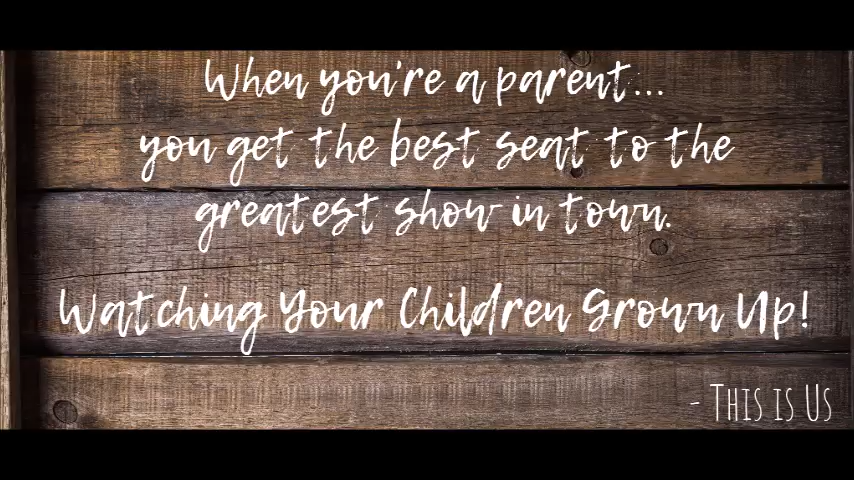 When you're a parent...
you get the best seat to the
greatest show in town.
Watching Your Children Grown Up!
- This is Us